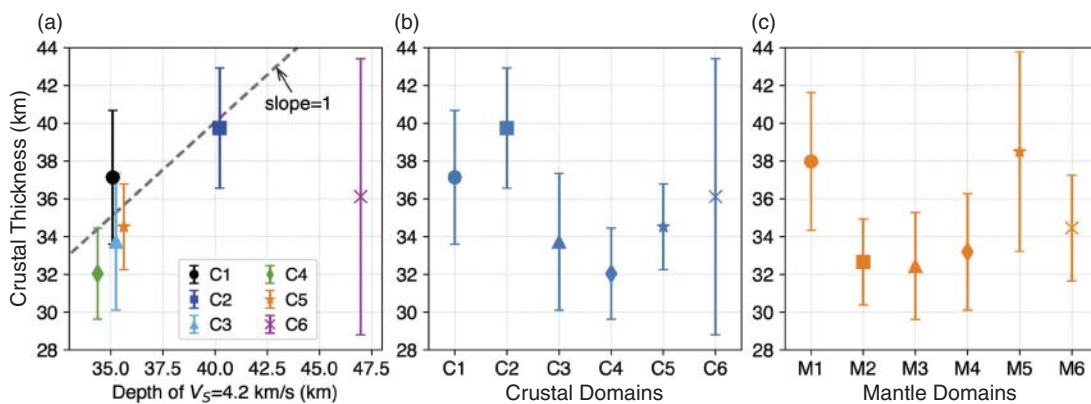 (a)
(b)
(c)
Crustal Thickness (km)
44
42
40
38
36
34
32
30
28
slope=1
C1
C2
C3
C4
C5
C6
35.0 37.5 40.0 42.5 45.0 47.5
Depth of VS=4.2 km/s (km)
44
42
40
38
36
34
32
30
28
C1 C2 C3 C4 C5 C6
Crustal Domains
44
42
40
38
36
34
32
30
28
M1 M2 M3 M4 M5 M6
Mantle Domains